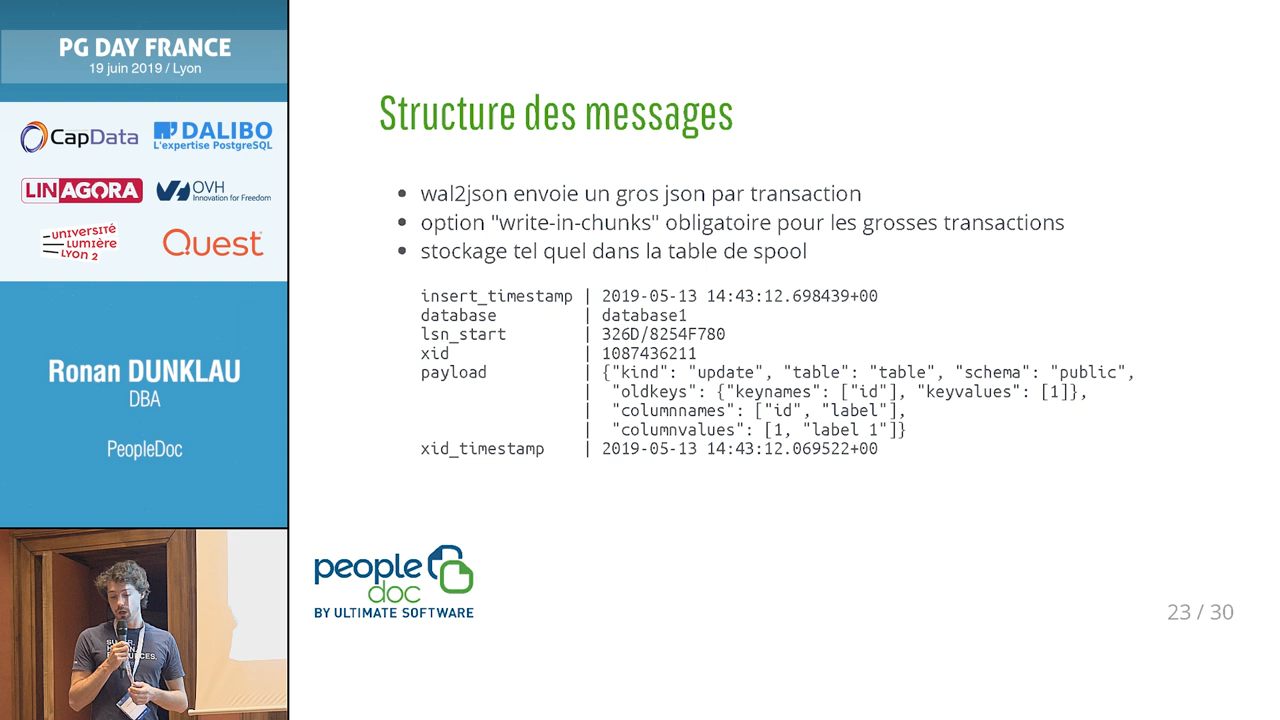 PG DAY FRANCE
19 juin 2019 / Lyon
CapData
DALIBO
L'expertise PostgreSQL
LINAGORA
OVH
Innovation for Freedom
UNIVERSITÉ
LUMIÈRE
LYON 2
Quest
Ronan DUNKLAU
DBA
PeopleDoc
Structure des messages
• wal2json envoie un gros json par transaction
• option "write-in-chunks" obligatoire pour les grosses transactions
• stockage tel quel dans la table de spool
insert_timestamp | 2019-05-13 14:43:12.698439+00
database | database1
lsn_start | 326D/8254F780
xid | 1087436211
payload | {"kind": "update", "table": "table", "schema": "public",
| "oldkeys": {"keynames": ["id"], "keyvalues": [1]},
| "columnnames": ["id", "label"],
| "columnvalues": [1, "label 1"]}
xid_timestamp | 2019-05-13 14:43:12.069522+00
people
doc
BY ULTIMATE SOFTWARE
23 / 30